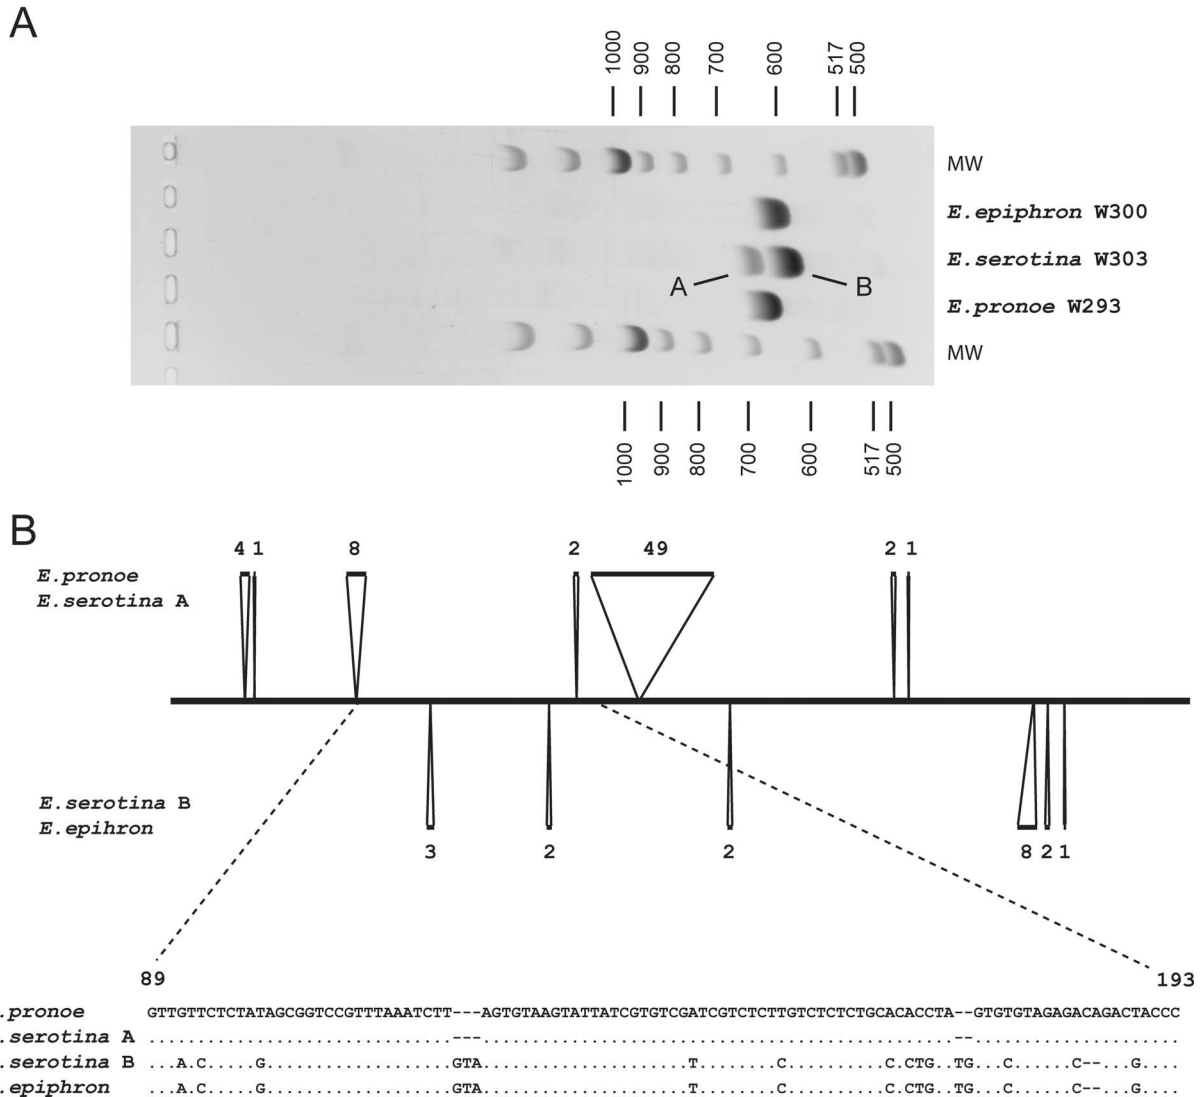 A
1000 900 800 700 600 517 500
MW
E.epiphron W300
E.serotina W303
A B
E.pronoe W293
MW
1000 900 800 700 600 517 500
B
4 1 8 2 49 2 1
E.pronoe
E.serotina A
E.serotina B
E.epihron
3 2 2 8 2 1
89 193
.pronoe GTTGTTCTCTATAGCGGTCCGTTTAAATCTT---AGTGTAAGTATTATCGTGTCGATCGTCTCTTGTCTCTCTGCACACCTA--GTGTGTAGAGACAGACTACCC
.serotina A ...............................---.................................................--.....................
.serotina B ...A.C.....G...................GTA.....................T........C..........C.CTG..TG...C......C--...G....
.epiphron ...A.C.....G...................GTA.....................T........C..........C.CTG..TG...C......C--...G....